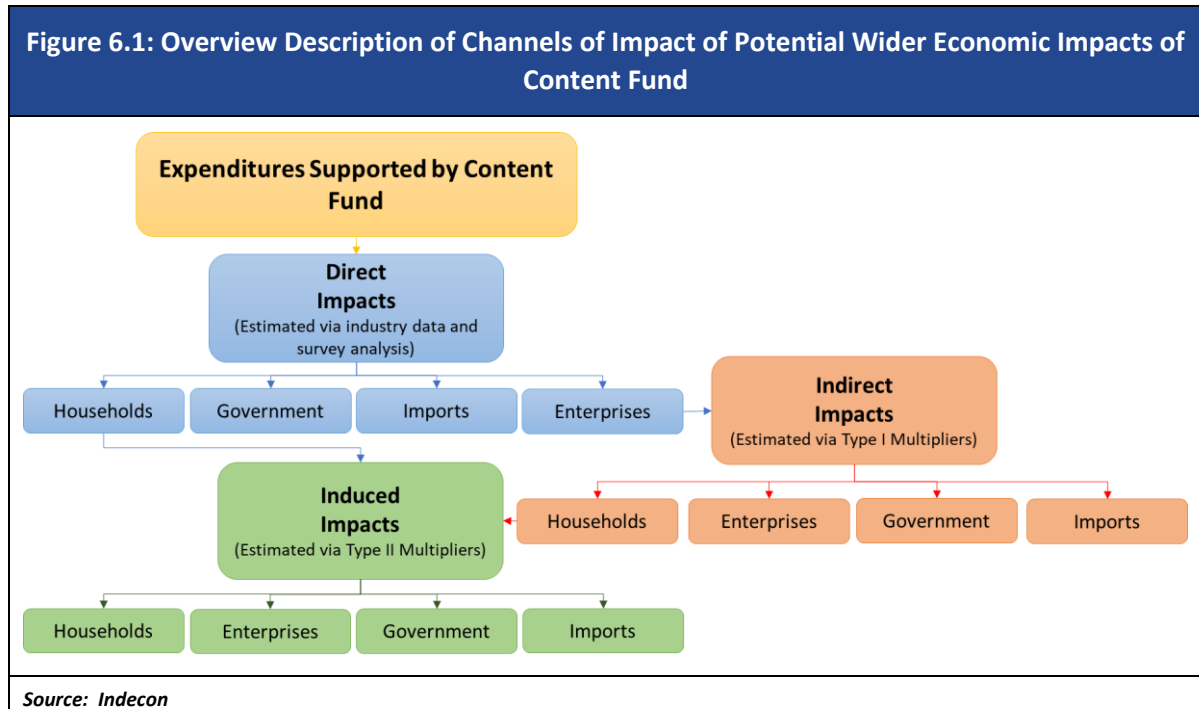 Figure 6.1: Overview Description of Channels of Impact of Potential Wider Economic Impacts of
Content Fund
Expenditures Supported by Content
Fund
Direct
Impacts
(Estimated via industry data and
survey analysis)
Households
Government
Imports
Enterprises
Indirect
Impacts
(Estimated via Type I Multipliers)
Induced
Impacts
(Estimated via Type II Multipliers)
Households
Enterprises
Government
Imports
Households
Enterprises
Government
Imports
Source: Indecon